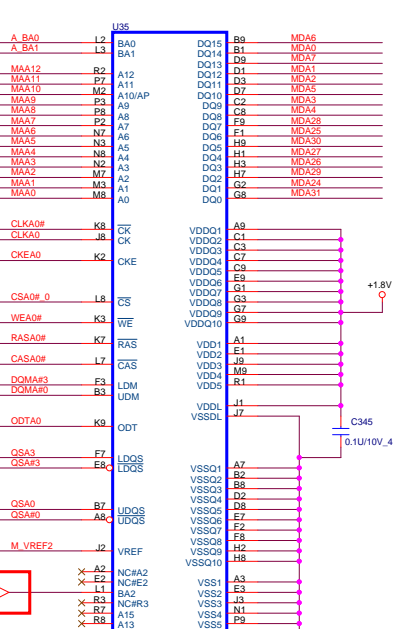 U35
A_BA0 L2 BA0 DQ15 B9 MDA6
A_BA1 L3 BA1 DQ14 B1 MDA0
DQ13 D9 MDA7
MAA12 R2 A12 DQ12 D1 MDA1
MAA11 P7 A11 DQ11 D3 MDA2
MAA10 M2 A10/AP DQ10 D7 MDA5
MAA9 P3 A9 DQ9 C2 MDA3
MAA8 P8 A8 DQ8 C8 MDA4
MAA7 P2 A7 DQ7 F9 MDA28
MAA6 N7 A6 DQ6 F1 MDA25
MAA5 N3 A5 DQ5 H9 MDA30
MAA4 N8 A4 DQ4 H1 MDA27
MAA3 N2 A3 DQ3 H3 MDA26
MAA2 M7 A2 DQ2 H7 MDA29
MAA1 M3 A1 DQ1 G2 MDA24
MAA0 M8 A0 DQ0 G8 MDA31
CLKA0# K8 CK VDDQ1 A9
CLKA0 J8 CK VDDQ2 C1
VDDQ3 C3
CKEA0 K2 CKE VDDQ4 C7
VDDQ5 C9
VDDQ6 E9
VDDQ7 G1
+1.8V
CSA0#_0 L8 CS VDDQ8 G3
VDDQ9 G7
WEA0# K3 WE VDDQ10 G9
RASA0# K7 RAS VDD1 A1
VDD2 E1
CASA0# L7 CAS VDD3 J9
VDD4 M9
DQMA#3 F3 LDM VDD5 R1
DQMA#0 B3 UDM
VDDL J1
ODTA0 K9 ODT VSSDL J7
C345
0.1U/10V_4
QSA3 F7 LDQS
QSA#3 E8 LDQS VSSQ1 A7
VSSQ2 B2
VSSQ3 B8
VSSQ4 D2
QSA0 B7 UDQS VSSQ5 D8
QSA#0 A8 UDQS VSSQ6 E7
VSSQ7 F2
VSSQ8 F8
M_VREF2 J2 VREF VSSQ9 H2
VSSQ10 H8
A2 NC#A2
E2 NC#E2 VSS1 A3
L1 BA2 VSS2 E3
R3 NC#R3 VSS3 J3
R7 A15 VSS4 N1
R8 A13 VSS5 P9